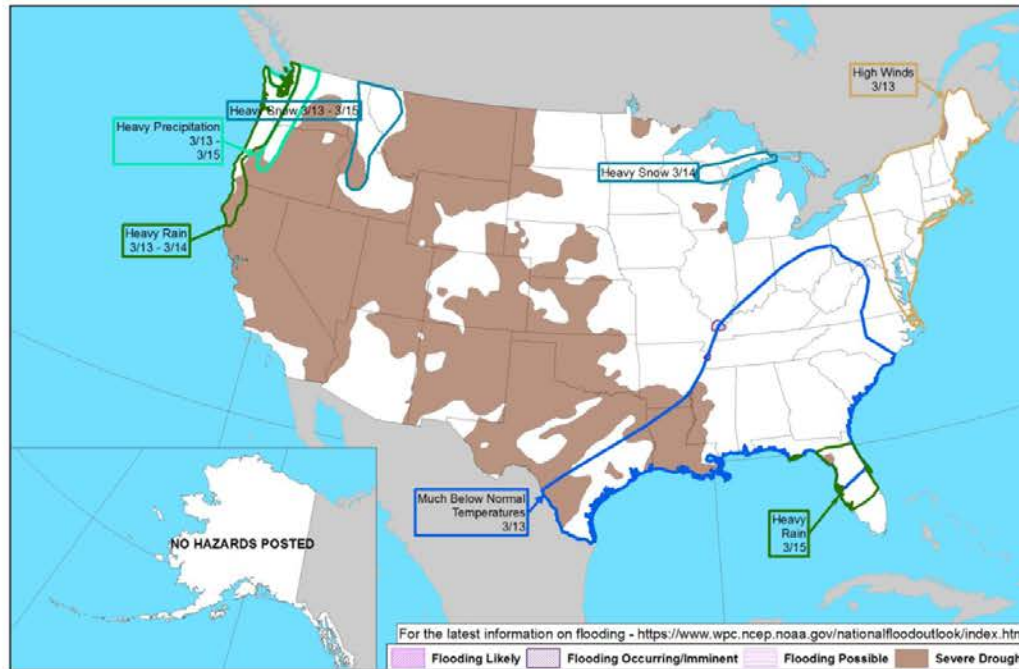 High Winds
3/13
Heavy Snow 3/13 - 3/15
Heavy Precipitation
3/13 -
3/15
Heavy Snow 3/14
Heavy Rain
3/13 - 3/14
Much Below Normal
Temperatures
3/13
Heavy
Rain
3/15
NO HAZARDS POSTED
For the latest information on flooding - https://www.wpc.ncep.noaa.gov/nationalfloodoutlook/index.htm
Flooding Likely Flooding Occurring/Imminent Flooding Possible Severe Drough